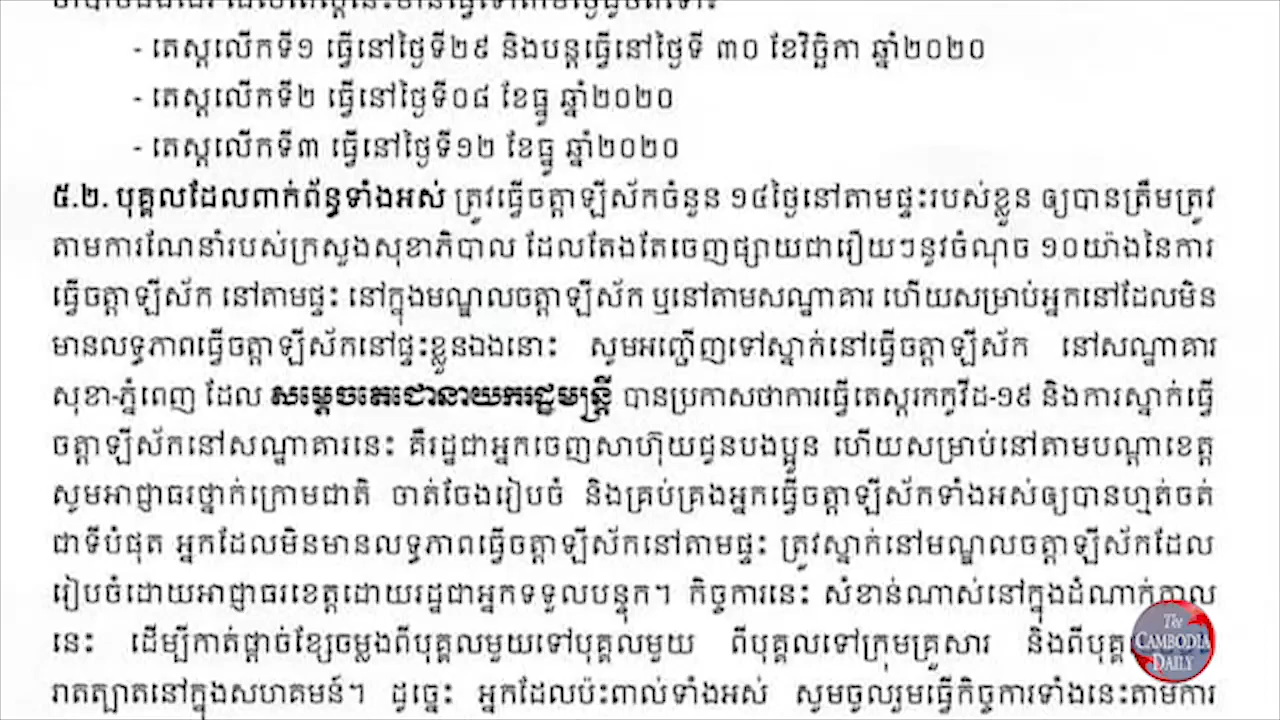 - តេស្តលើកទី១ ធ្វើនៅថ្ងៃទី២៩ និងបន្តធ្វើនៅថ្ងៃទី ៣០ ខែវិច្ឆិកា ឆ្នាំ២០២០
- តេស្តលើកទី២ ធ្វើនៅថ្ងៃទី០៨ ខែធ្នូ ឆ្នាំ២០២០
- តេស្តលើកទី៣ ធ្វើនៅថ្ងៃទី១២ ខែធ្នូ ឆ្នាំ២០២០
៥.២. បុគ្គលដែលពាក់ព័ន្ធទាំងអស់ ត្រូវធ្វើចត្តាឡីស័កចំនួន ១៤ថ្ងៃនៅតាមផ្ទះរបស់ខ្លួន ឲ្យបានត្រឹមត្រូវ
តាមការណែនាំរបស់ក្រសួងសុខាភិបាល ដែលតែងតែចេញផ្សាយជារឿយៗនូវចំណុច ១០យ៉ាងនៃការ
ធ្វើចត្តាឡីស័ក នៅតាមផ្ទះ នៅក្នុងមណ្ឌលចត្តាឡីស័ក ឬនៅតាមសណ្ឋាគារ ហើយសម្រាប់អ្នកនៅដែលមិន
មានលទ្ធភាពធ្វើចត្តាឡីស័កនៅផ្ទះខ្លួនឯងនោះ សូមអញ្ជើញទៅស្នាក់នៅធ្វើចត្តាឡីស័ក នៅសណ្ឋាគារ
សុខា-ភ្នំពេញ ដែល សម្តេចតេជោនាយករដ្ឋមន្ត្រី បានប្រកាសថាការធ្វើតេស្តរកកូវីដ-១៩ និងការស្នាក់ធ្វើ
ចត្តាឡីស័កនៅសណ្ឋាគារនេះ គឺរដ្ឋជាអ្នកចេញសាហ៊ុយជូនបងប្អូន ហើយសម្រាប់នៅតាមបណ្តាខេត្ត
សូមអាជ្ញាធរថ្នាក់ក្រោមជាតិ ចាត់ចែងរៀបចំ និងគ្រប់គ្រងអ្នកធ្វើចត្តាឡីស័កទាំងអស់ឲ្យបានហ្មត់ចត់
ជាទីបំផុត អ្នកដែលមិនមានលទ្ធភាពធ្វើចត្តាឡីស័កនៅតាមផ្ទះ ត្រូវស្នាក់នៅមណ្ឌលចត្តាឡីស័កដែល
រៀបចំដោយអាជ្ញាធរខេត្តដោយរដ្ឋជាអ្នកទទួលបន្ទុក។ កិច្ចការនេះ សំខាន់ណាស់នៅក្នុងដំណាក់កាល
នេះ ដើម្បីកាត់ផ្តាច់ខ្សែចម្លងពីបុគ្គលមួយទៅបុគ្គលមួយ ពីបុគ្គលទៅក្រុមគ្រួសារ និងពីបុគ្គ
រាតត្បាតនៅក្នុងសហគមន៍។ ដូច្នេះ អ្នកដែលប៉ះពាល់ទាំងអស់ សូមចូលរួមធ្វើកិច្ចការទាំងនេះតាមការ
The
CAMBODIA
DAILY